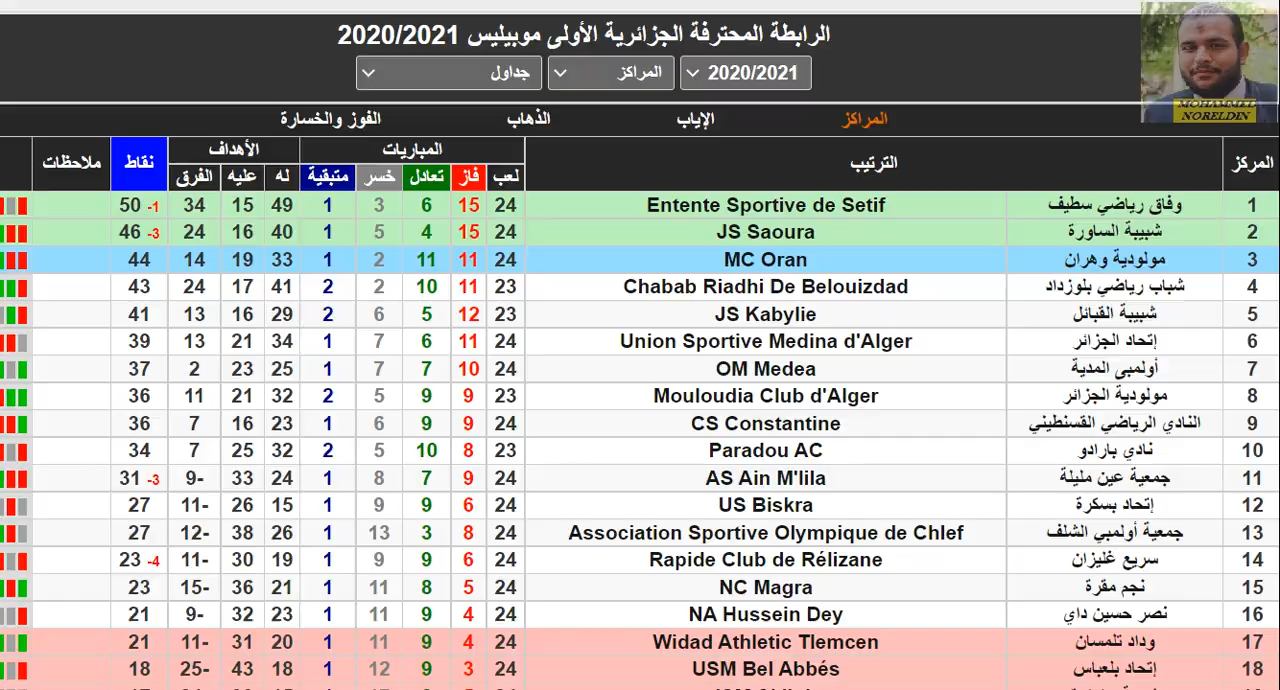 الرابطة المحترفة الجزائرية الأولى موبيليس 2020/2021
2020/2021 المراكز جداول
MOHAMMED
NORELDIN
المراكز الإياب الذهاب الفوز والخسارة
المركز الترتيب المباريات الأهداف نقاط ملاحظات
لعب فاز تعادل خسر متبقية له عليه الفرق
1 وفاق رياضي سطيف Entente Sportive de Setif 24 15 6 3 1 49 15 34 50 -1
2 شبيبة الساورة JS Saoura 24 15 4 5 1 40 16 24 46 -3
3 مولودية وهران MC Oran 24 11 11 2 1 33 19 14 44
4 شباب رياضي بلوزداد Chabab Riadhi De Belouizdad 23 11 10 2 2 41 17 24 43
5 شبيبة القبائل JS Kabylie 23 12 5 6 2 29 16 13 41
6 إتحاد الجزائر Union Sportive Medina d'Alger 24 11 6 7 1 34 21 13 39
7 أولمبي المدية OM Medea 24 10 7 7 1 25 23 2 37
8 مولودية الجزائر Mouloudia Club d'Alger 23 9 9 5 2 32 21 11 36
9 النادي الرياضي القسنطيني CS Constantine 24 9 9 6 1 23 16 7 36
10 نادي بارادو Paradou AC 23 8 10 5 2 32 25 7 34
11 جمعية عين مليلة AS Ain M'lila 24 9 7 8 1 24 33 9- 31 -3
12 إتحاد بسكرة US Biskra 24 6 9 9 1 15 26 11- 27
13 جمعية أولمبي الشلف Association Sportive Olympique de Chlef 24 8 3 13 1 26 38 12- 27
14 سريع غليزان Rapide Club de Rélizane 24 6 9 9 1 19 30 11- 23 -4
15 نجم مقرة NC Magra 24 5 8 11 1 21 36 15- 23
16 نصر حسين داي NA Hussein Dey 24 4 9 11 1 23 32 9- 21
17 وداد تلمسان Widad Athletic Tlemcen 24 4 9 11 1 20 31 11- 21
18 إتحاد بلعباس USM Bel Abbés 24 3 9 12 1 18 43 25- 18